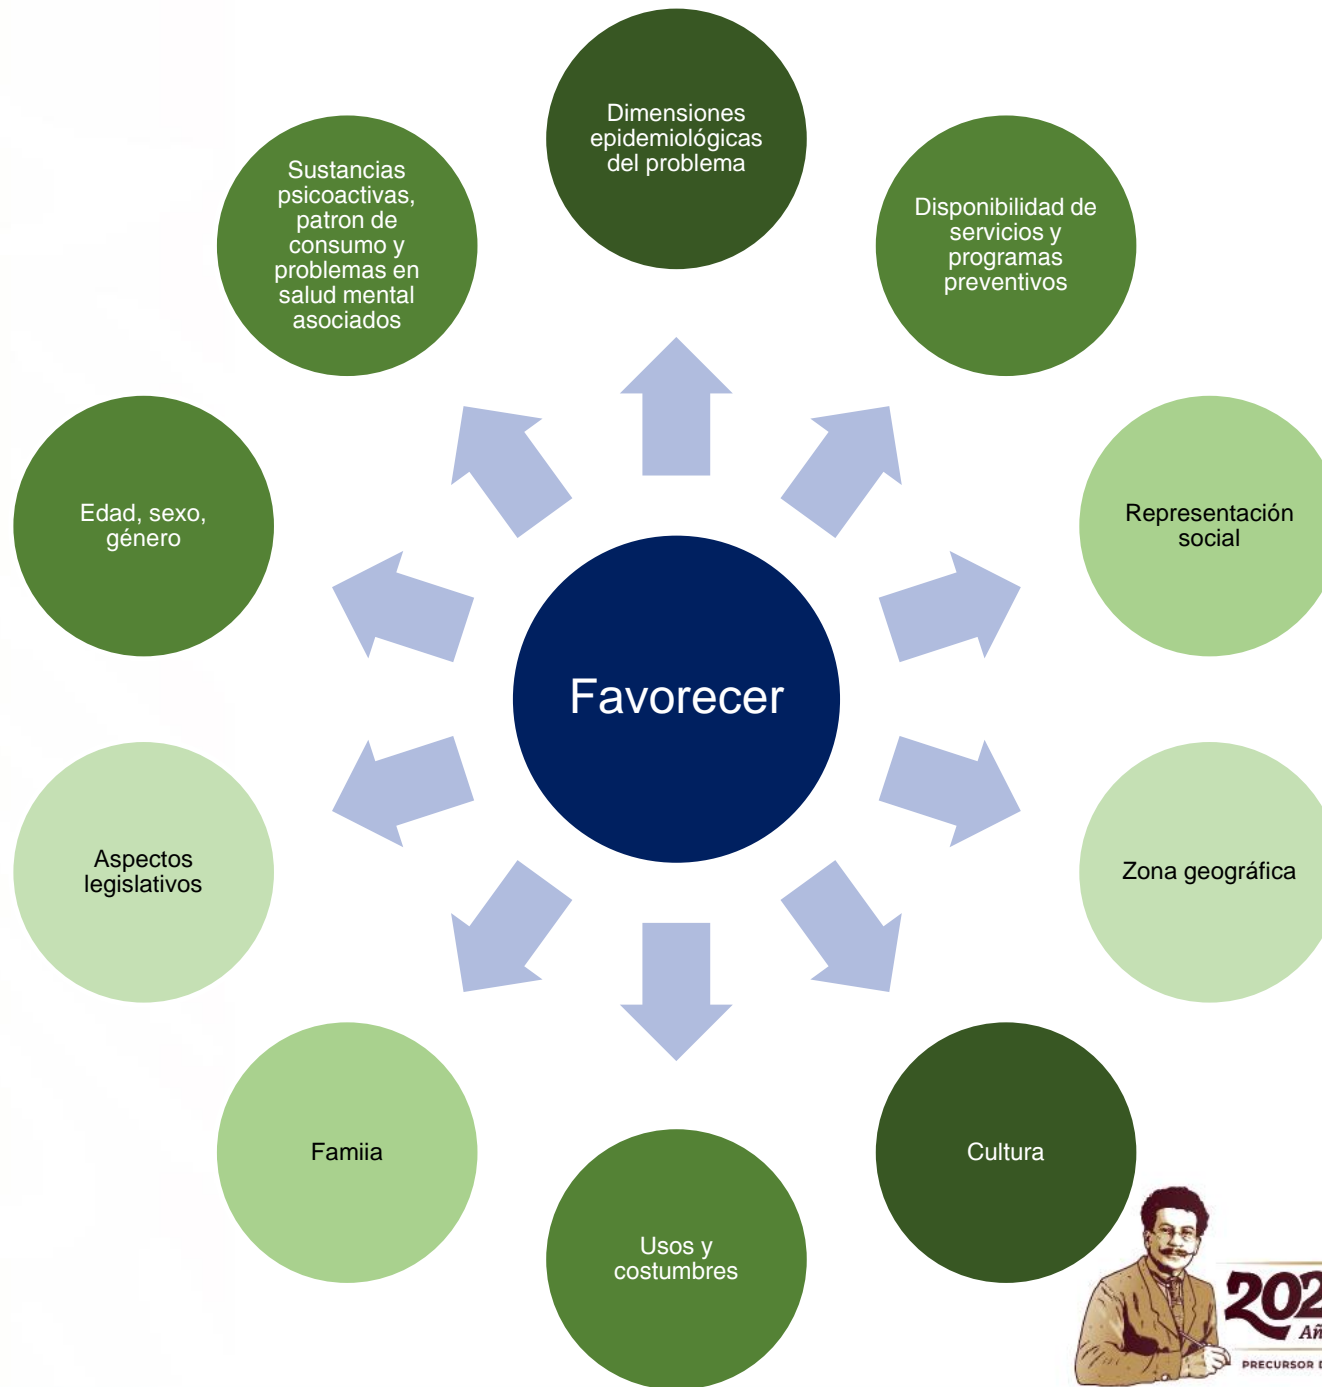 Dimensiones
epidemiológicas
del problema
Disponibilidad de
servicios y
programas
preventivos
Representación
social
Zona geográfica
Cultura
Usos y
costumbres
Famiia
Aspectos
legislativos
Edad, sexo,
género
Sustancias
psicoactivas,
patron de
consumo y
problemas en
salud mental
asociados
Favorecer
202
Añ
PRECURSOR D